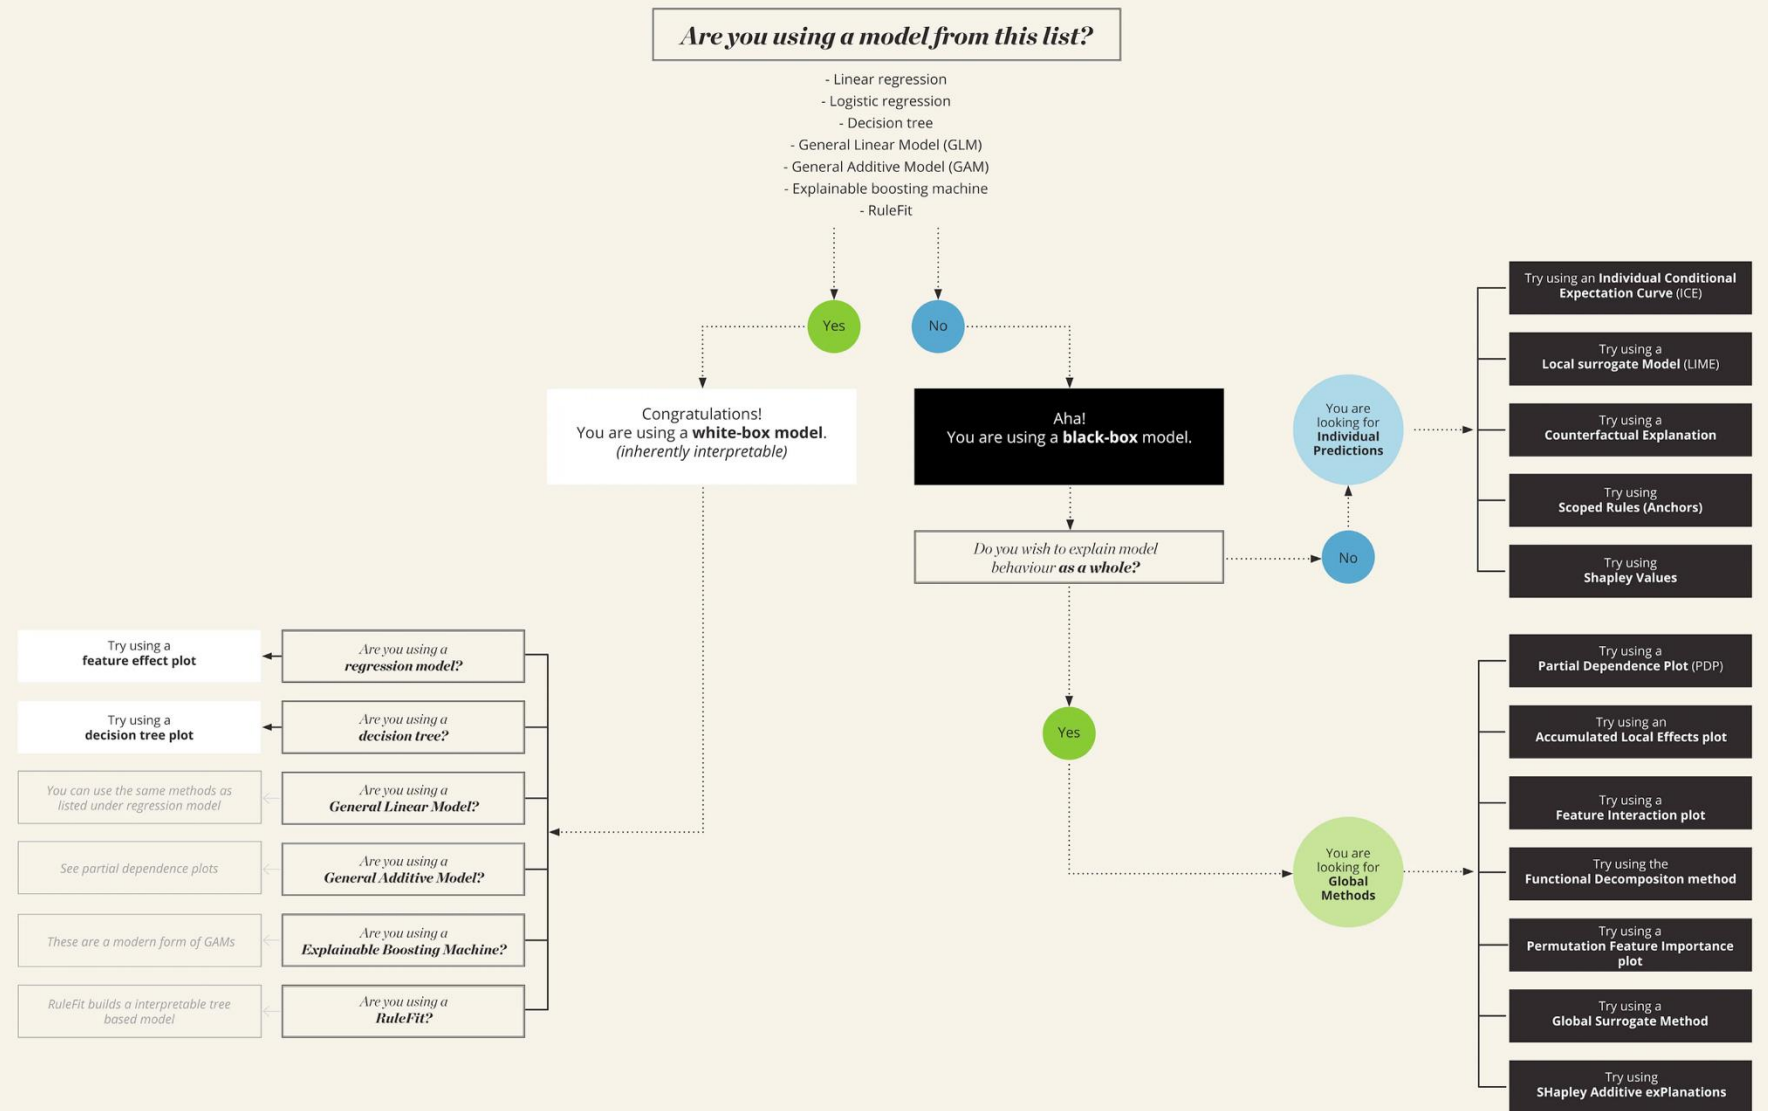 Are you using a model from this list?
- Linear regression
- Logistic regression
- Decision tree
- General Linear Model (GLM)
- General Additive Model (GAM)
- Explainable boosting machine
- RuleFit
Yes
No
Congratulations!
You are using a white-box model.
(inherently interpretable)
Aha!
You are using a black-box model.
Do you wish to explain model
behaviour as a whole?
No
You are
looking for
Individual
Predictions
Try using an Individual Conditional
Expectation Curve (ICE)
Try using a
Local surrogate Model (LIME)
Try using a
Counterfactual Explanation
Try using
Scoped Rules (Anchors)
Try using
Shapley Values
Yes
You are
looking for
Global
Methods
Try using a
Partial Dependence Plot (PDP)
Try using an
Accumulated Local Effects plot
Try using a
Feature Interaction plot
Try using the
Functional Decompositon method
Try using a
Permutation Feature Importance
plot
Try using a
Global Surrogate Method
Try using
SHapley Additive exPlanations
Are you using a
regression model?
Try using a
feature effect plot
Are you using a
decision tree?
Try using a
decision tree plot
Are you using a
General Linear Model?
You can use the same methods as
listed under regression model
Are you using a
General Additive Model?
See partial dependence plots
Are you using a
Explainable Boosting Machine?
These are a modern form of GAMs
Are you using a
RuleFit?
RuleFit builds a interpretable tree
based model